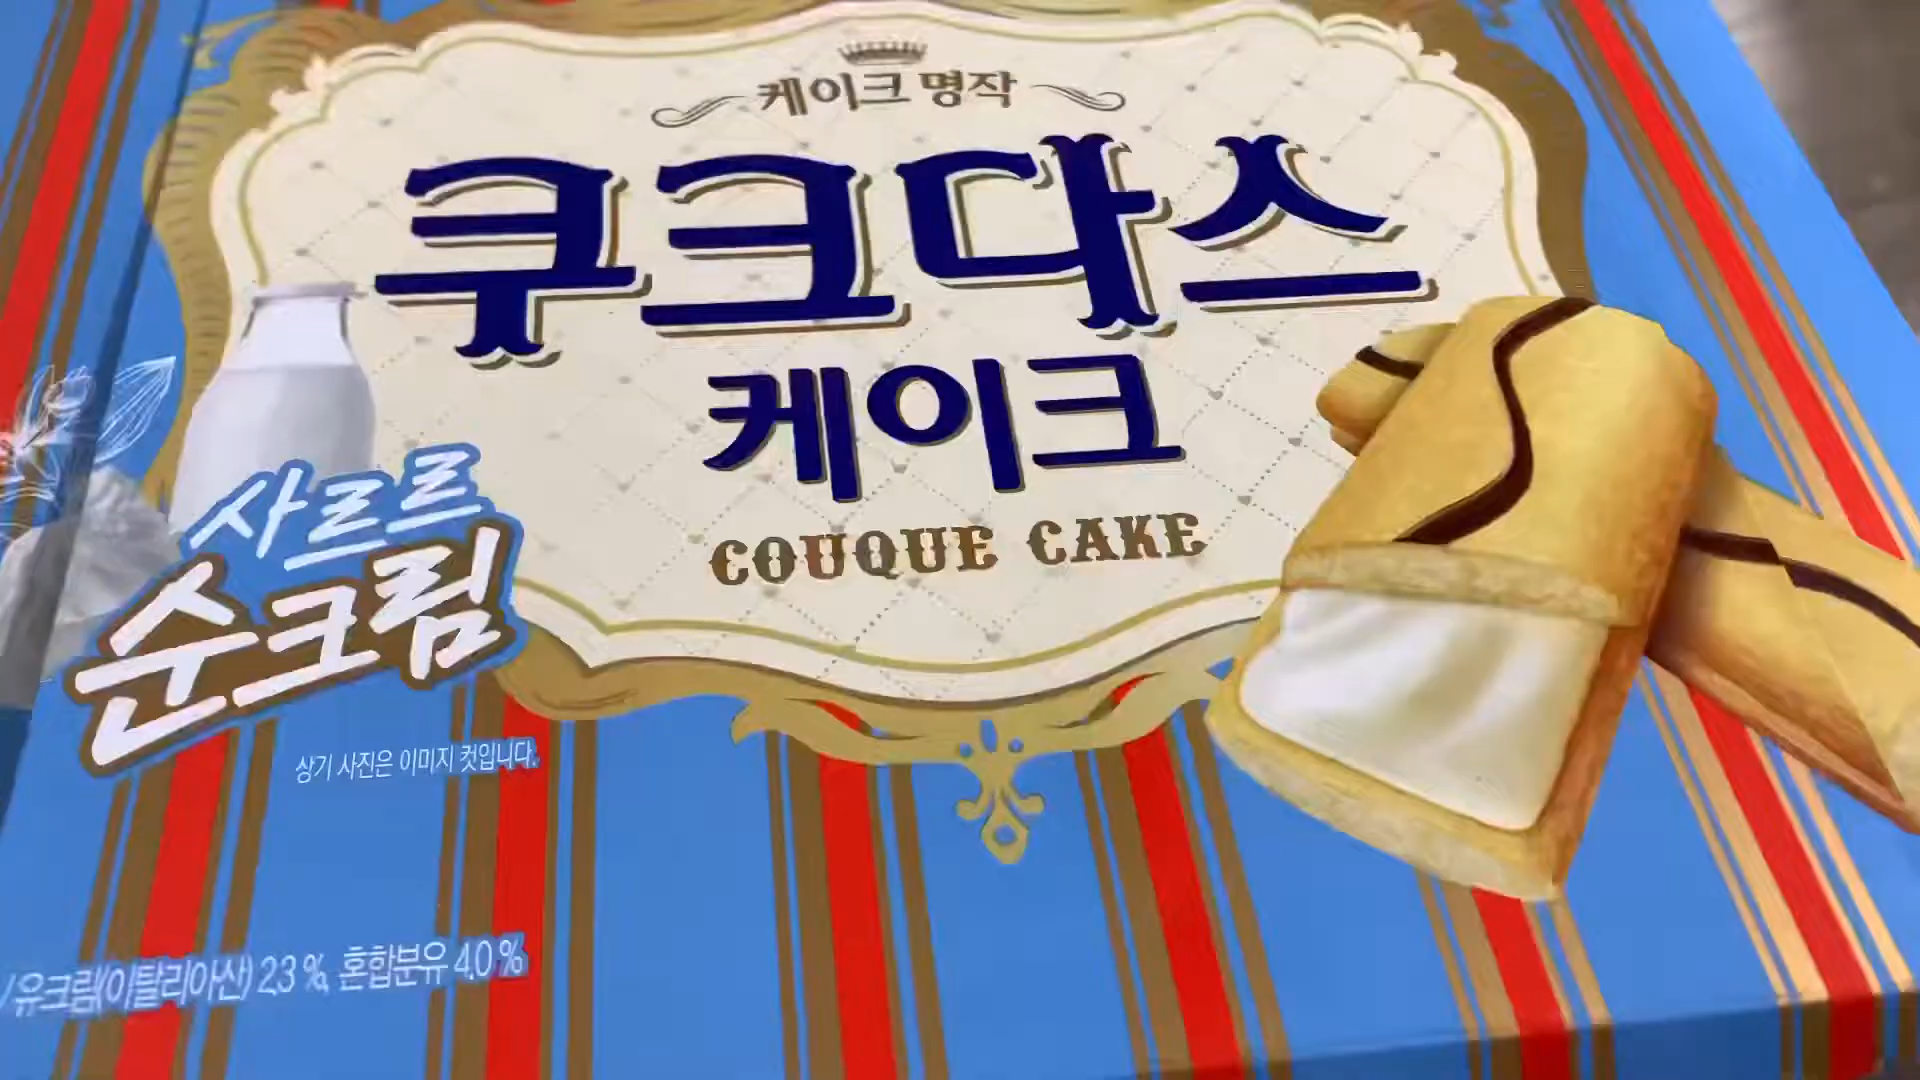 케이크 명작
쿠크다스
케이크
COUQUE CAKE
사르르
순크림
상기 사진은 이미지 컷입니다.
/유크림(이탈리아산) 2.3 %, 혼합분유 4.0 %